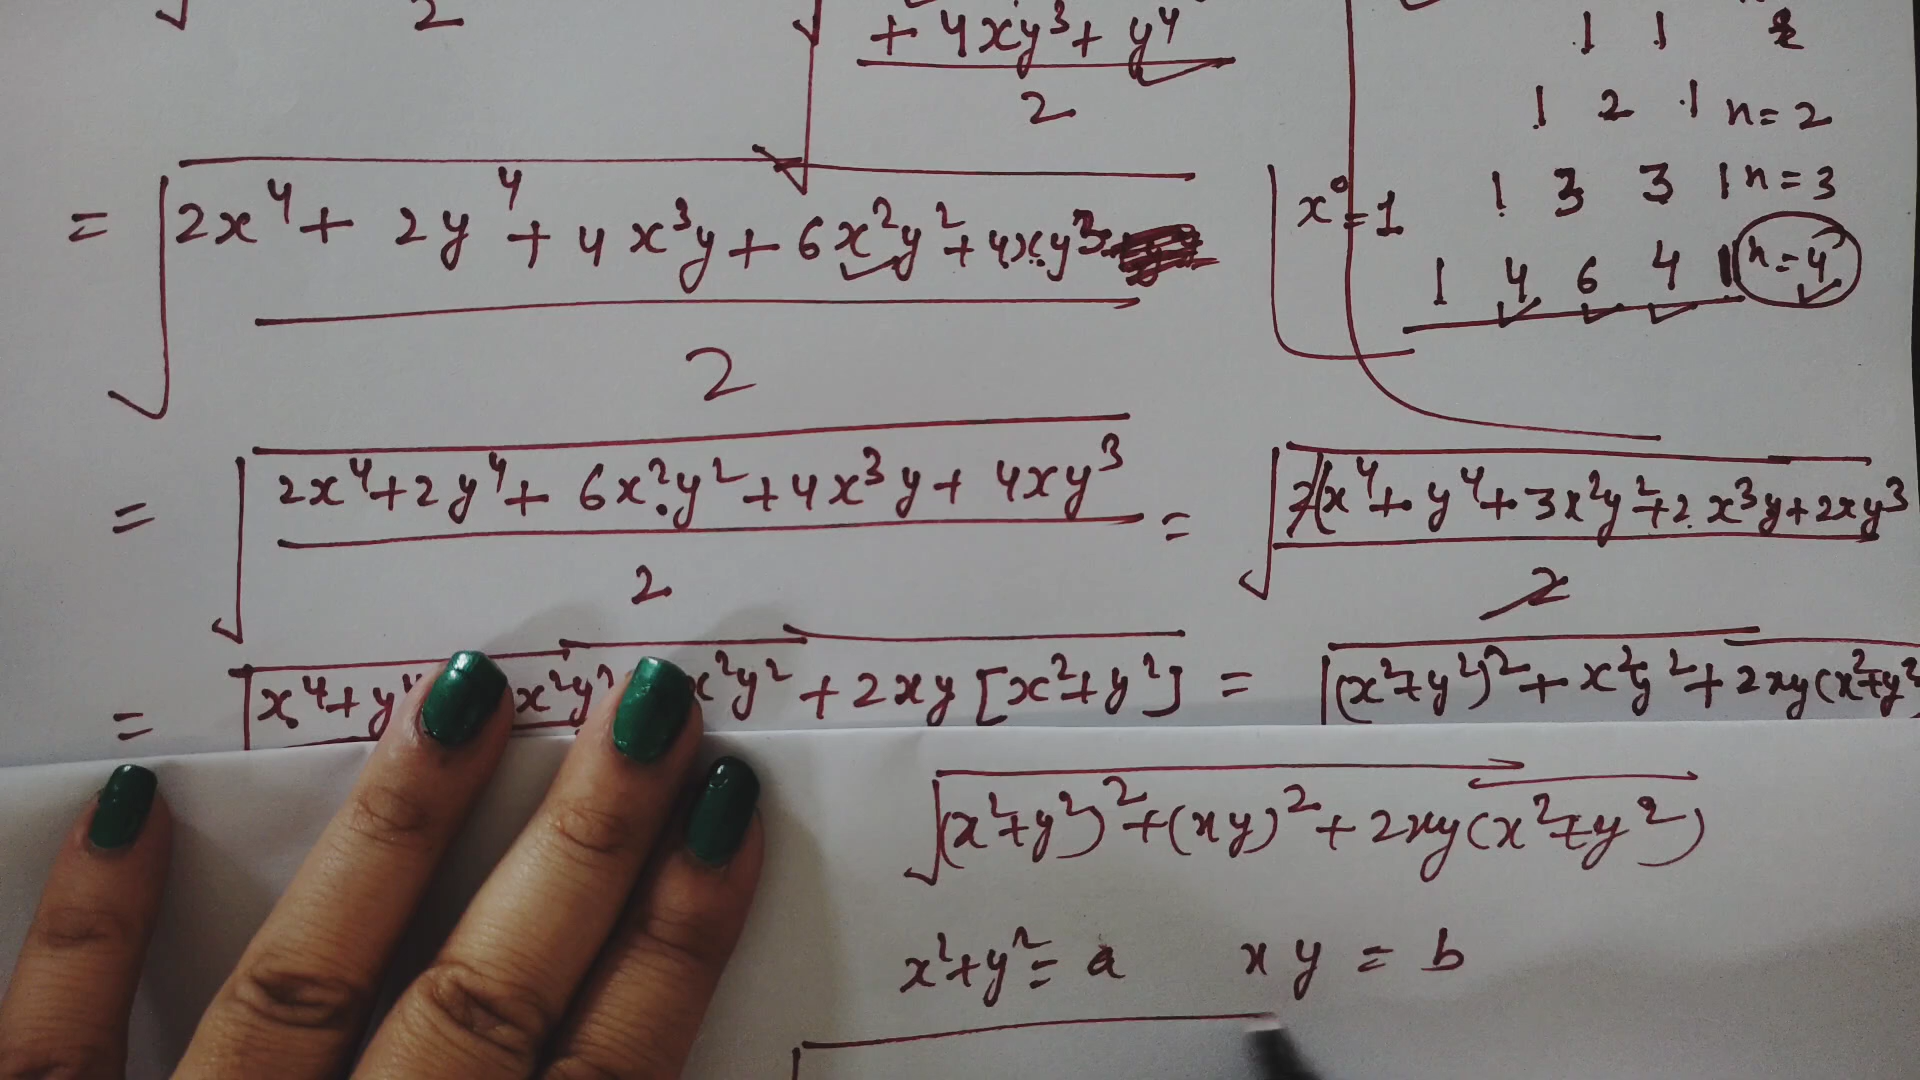 2
+ 4xy³ + y⁴
2
1 1
1 2 1 n=2
1 3 3 1 n=3
1 4 6 4 1 n=4
x⁰=1
= √ 2x⁴ + 2y⁴ + 4x³y + 6x²y² + 4xy³
2
= √ 2x⁴+2y⁴+ 6x²y²+4x³y+ 4xy³ = √ 2(x⁴+ y⁴+ 3x²y²+2x³y+2xy³
2 2
= √ x⁴+y⁴ x²y² x²y² + 2xy [x²+y²] = √ (x²+y²)²+ x²y²+ 2xy(x²+y²
√ (x²+y²)²+(xy)²+ 2xy(x²+y²)
x²+y²= a xy = b